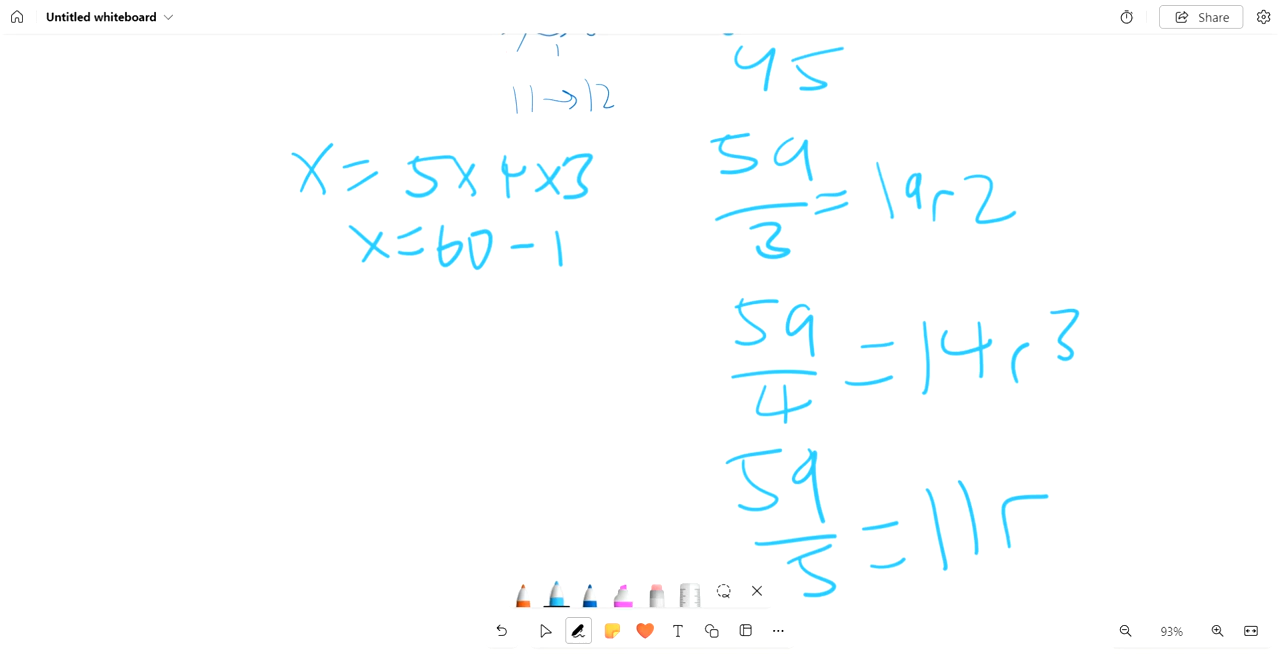 Untitled whiteboard
Share
11→12
x = 5x4x3
x=60-1
45
59
3
=19r2
59
4
=14r3
59
5
=11r
93%